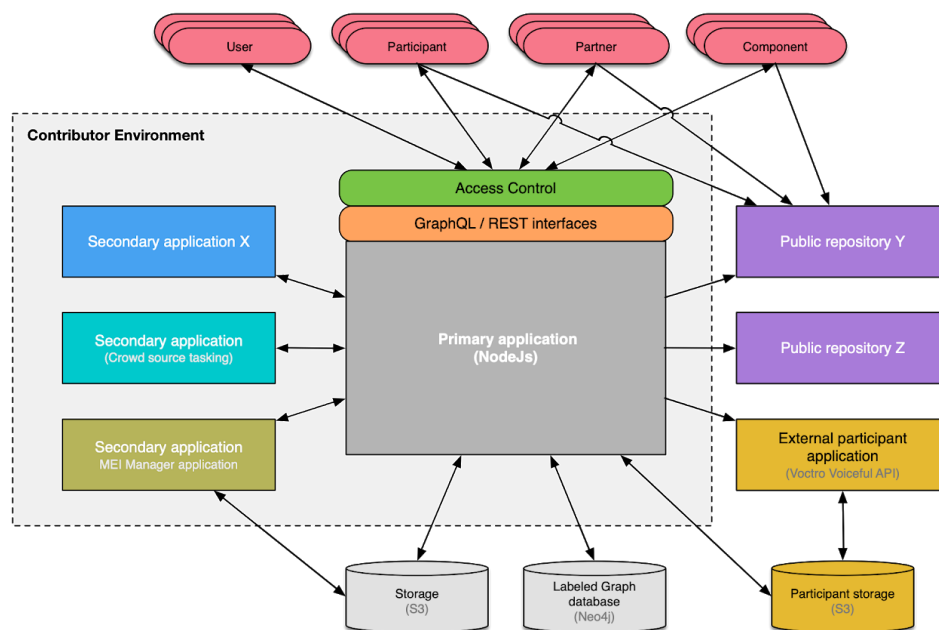 User
Participant
Partner
Component
Contributor Environment
Access Control
GraphQL / REST interfaces
Secondary application X
Public repository Y
Primary application
(NodeJs)
Secondary application
(Crowd source tasking)
Public repository Z
Secondary application
MEI Manager application
External participant
application
(Voctro Voiceful API)
Storage
(S3)
Labeled Graph
database
(Neo4j)
Participant storage
(S3)